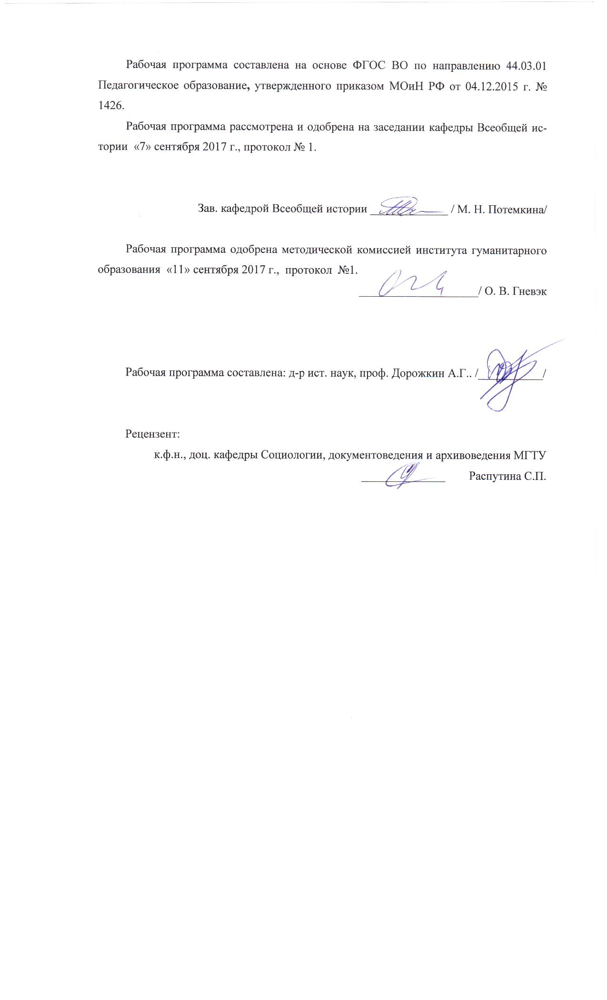 Рабочая программа составлена на основе ФГОС ВО по направлению 44.03.01
Педагогическое образование, утвержденного приказом МОиН РФ от 04.12.2015 г. №
1426.
Рабочая программа рассмотрена и одобрена на заседании кафедры Всеобщей ис-
тории «7» сентября 2017 г., протокол № 1.
Зав. кафедрой Всеобщей истории _____________ / М. Н. Потемкина/
Рабочая программа одобрена методической комиссией института гуманитарного
образования «11» сентября 2017 г., протокол №1.
____________________/ О. В. Гневэк
Рабочая программа составлена: д-р ист. наук, проф. Дорожкин А.Г.. /___________/
Рецензент:
к.ф.н., доц. кафедры Социологии, документоведения и архивоведения МГТУ
______________ Распутина С.П.